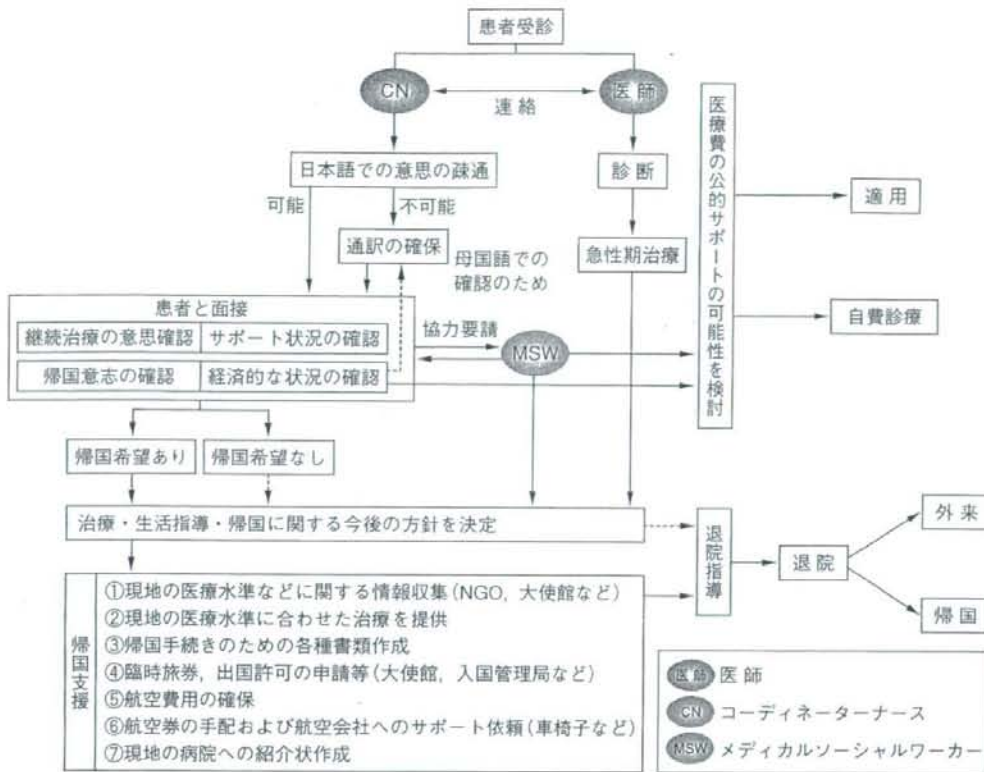 患者受診
CN
連絡
医師
日本語での意思の疎通
診断
可能
不可能
通訳の確保
母国語での
確認のため
急性期治療
医療費の公的サポートの可能性を検討
適用
自費診療
患者と面接
継続治療の意思確認
サポート状況の確認
帰国意志の確認
経済的な状況の確認
協力要請
MSW
帰国希望あり
帰国希望なし
治療・生活指導・帰国に関する今後の方針を決定
退院指導
退院
外来
帰国
帰国支援
①現地の医療水準などに関する情報収集(NGO,大使館など)
②現地の医療水準に合わせた治療を提供
③帰国手続きのための各種書類作成
④臨時旅券,出国許可の申請等(大使館,入国管理局など)
⑤航空費用の確保
⑥航空券の手配および航空会社へのサポート依頼(車椅子など)
⑦現地の病院への紹介状作成
医師 医師
CN コーディネーターナース
MSW メディカルソーシャルワーカー